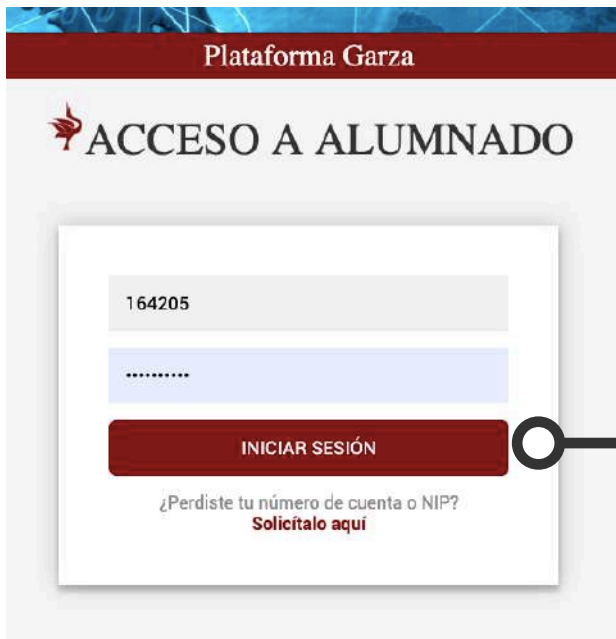 Plataforma Garza
ACCESO A ALUMNADO
164205
••••••••••
INICIAR SESIÓN
¿Perdiste tu número de cuenta o NIP?
Solicítalo aquí